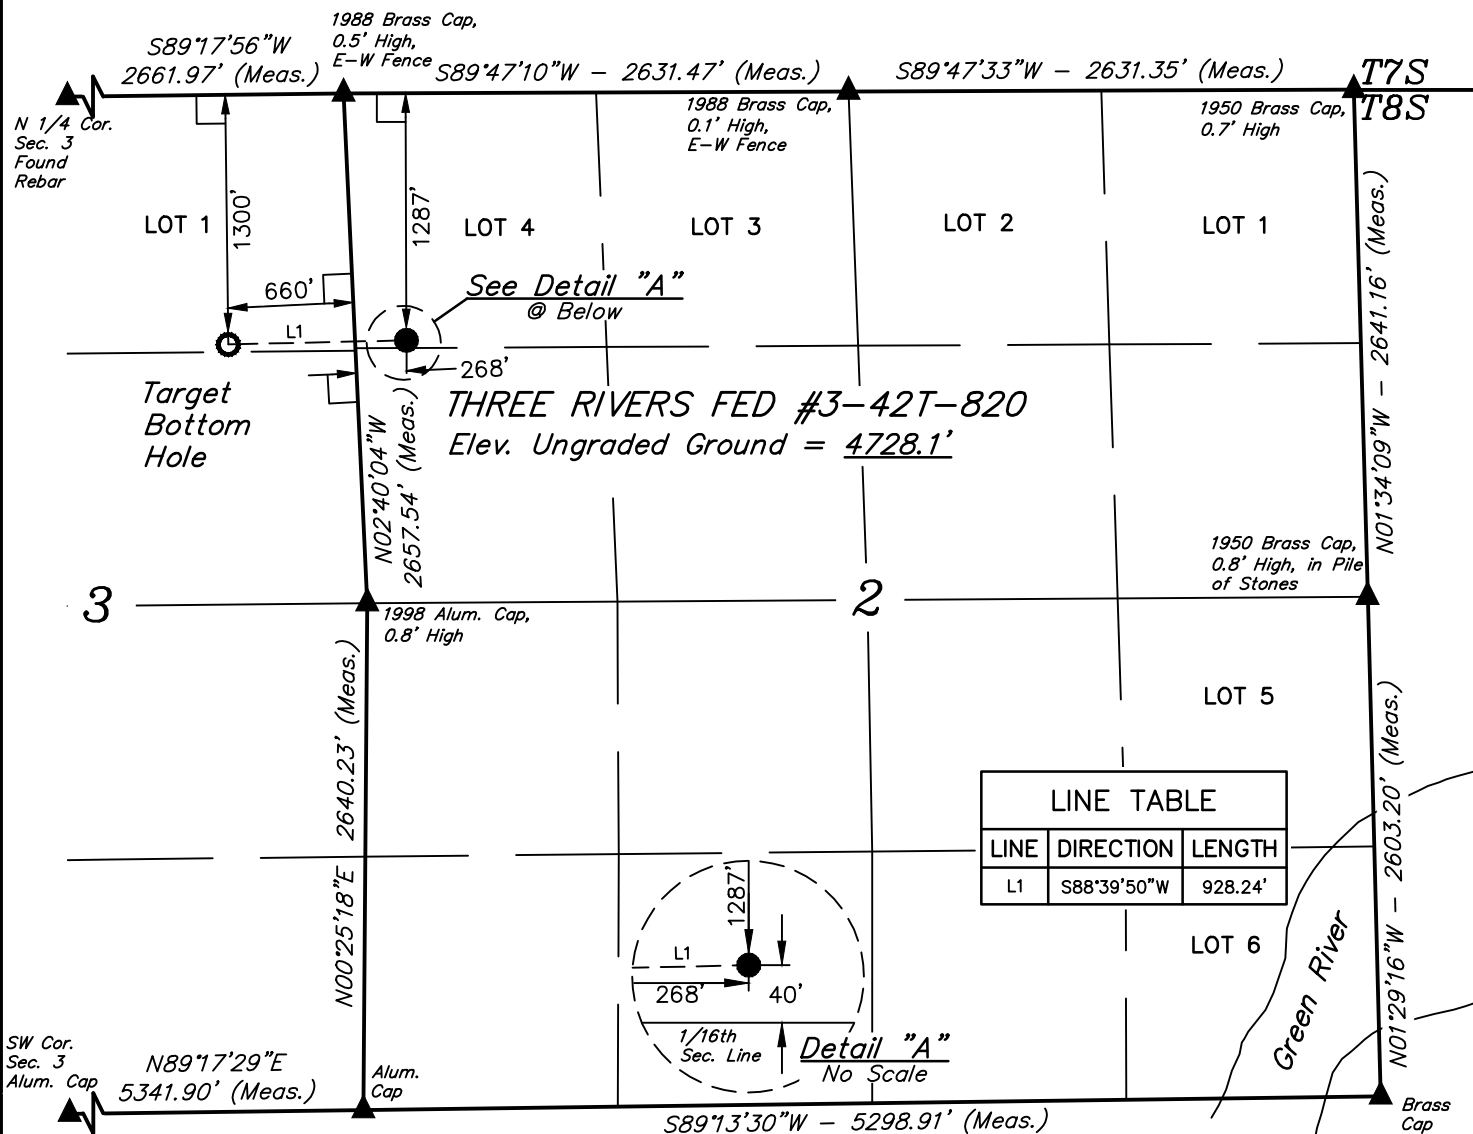 S89°17'56"W
2661.97' (Meas.)
1988 Brass Cap,
0.5' High,
E-W Fence
S89°47'10"W - 2631.47' (Meas.)
S89°47'33"W - 2631.35' (Meas.)
T7S
T8S
N 1/4 Cor.
Sec. 3
Found
Rebar
1988 Brass Cap,
0.1' High,
E-W Fence
1950 Brass Cap,
0.7' High
LOT 1
1300'
1287'
LOT 4
LOT 3
LOT 2
LOT 1
N01°34'09"W - 2641.16' (Meas.)
660'
L1
See Detail "A"
@ Below
268'
Target
Bottom
Hole
THREE RIVERS FED #3-42T-820
Elev. Ungraded Ground = 4728.1'
N02°40'04"W
2657.54' (Meas.)
1950 Brass Cap,
0.8' High, in Pile
of Stones
3
2
1998 Alum. Cap,
0.8' High
N00°25'18"E 2640.23' (Meas.)
LOT 5
LINE TABLE
LINE DIRECTION LENGTH
L1 S88°39'50"W 928.24'
N01°29'16"W - 2603.20' (Meas.)
LOT 6
Green River
1287'
L1
268'
40'
1/16th
Sec. Line
Detail "A"
No Scale
SW Cor.
Sec. 3
Alum. Cap
N89°17'29"E
5341.90' (Meas.)
Alum.
Cap
S89°13'30"W - 5298.91' (Meas.)
Brass
Cap